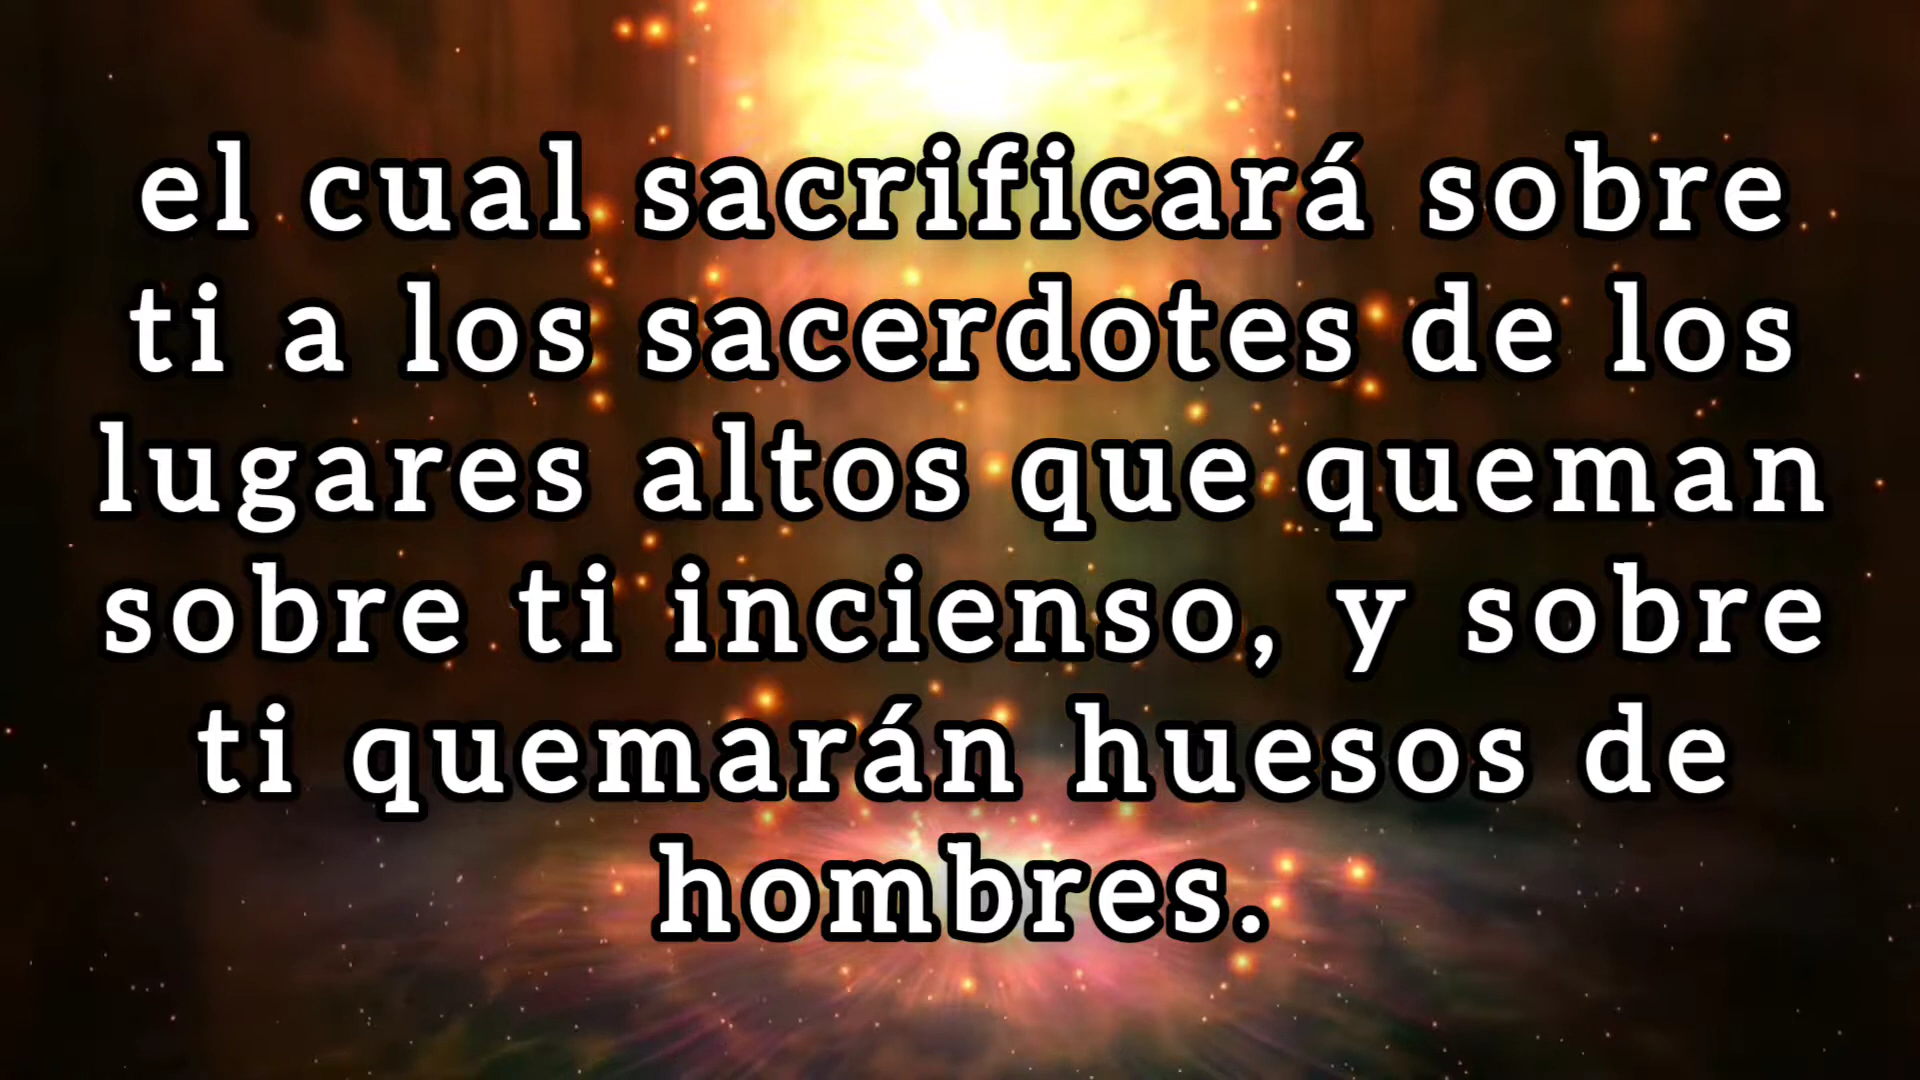 el cual sacrificará sobre
ti a los sacerdotes de los
lugares altos que queman
sobre ti incienso, y sobre
ti quemarán huesos de
hombres.